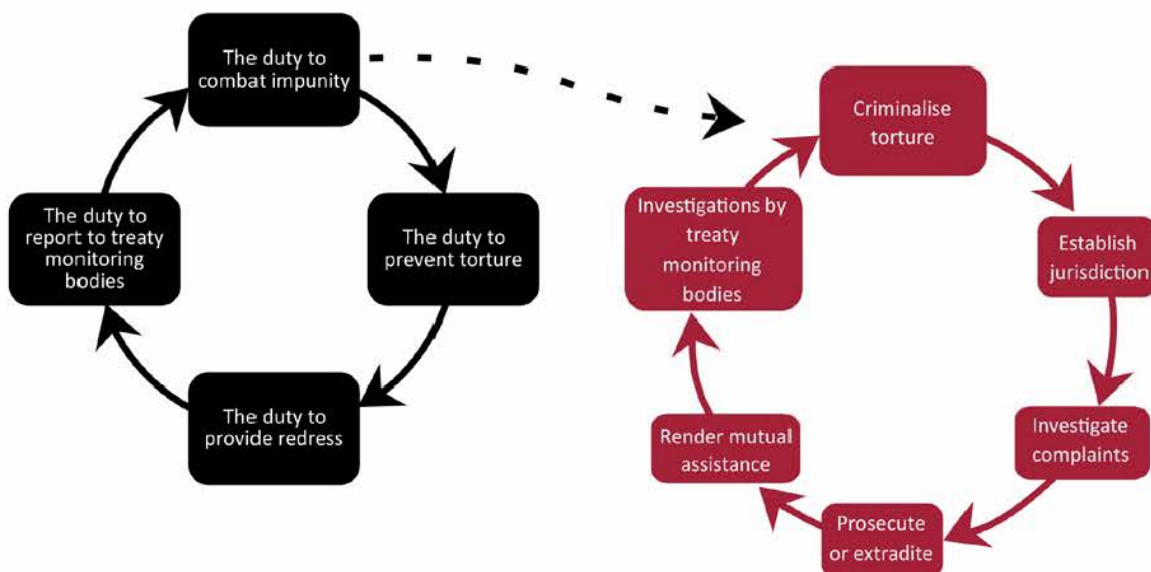 The duty to
combat impunity
The duty to
prevent torture
The duty to
provide redress
The duty to
report to treaty
monitoring
bodies
Criminalise
torture
Establish
jurisdiction
Investigate
complaints
Prosecute
or extradite
Render mutual
assistance
Investigations by
treaty
monitoring
bodies